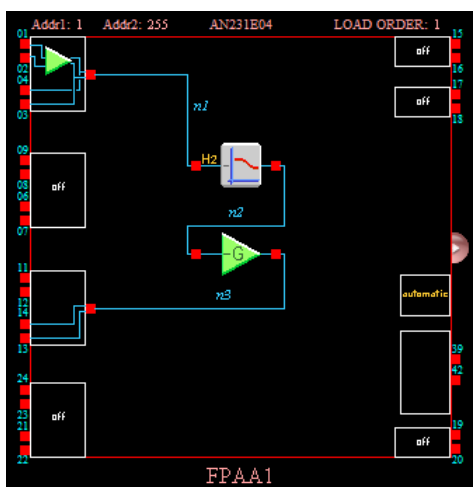 Addr1: 1 Addr2: 255 AN231E04 LOAD ORDER: 1
01
02
04
03
15
off
16
17
off
18
n1
H2
09
off
08
06
07
n2
G
n3
11
12
14
13
automatic
39
42
24
off
23
21
22
19
off
20
FPAA1